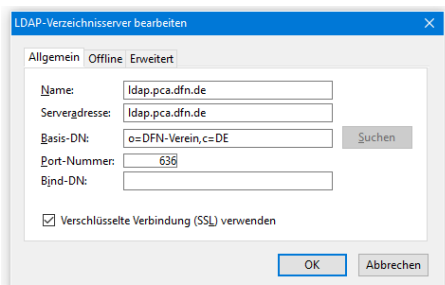 LDAP-Verzeichnisserver bearbeiten
Allgemein Offline Erweitert
Name: ldap.pca.dfn.de
Serveradresse: ldap.pca.dfn.de
Basis-DN: o=DFN-Verein,c=DE Suchen
Port-Nummer: 636
Bind-DN:
Verschlüsselte Verbindung (SSL) verwenden
OK Abbrechen